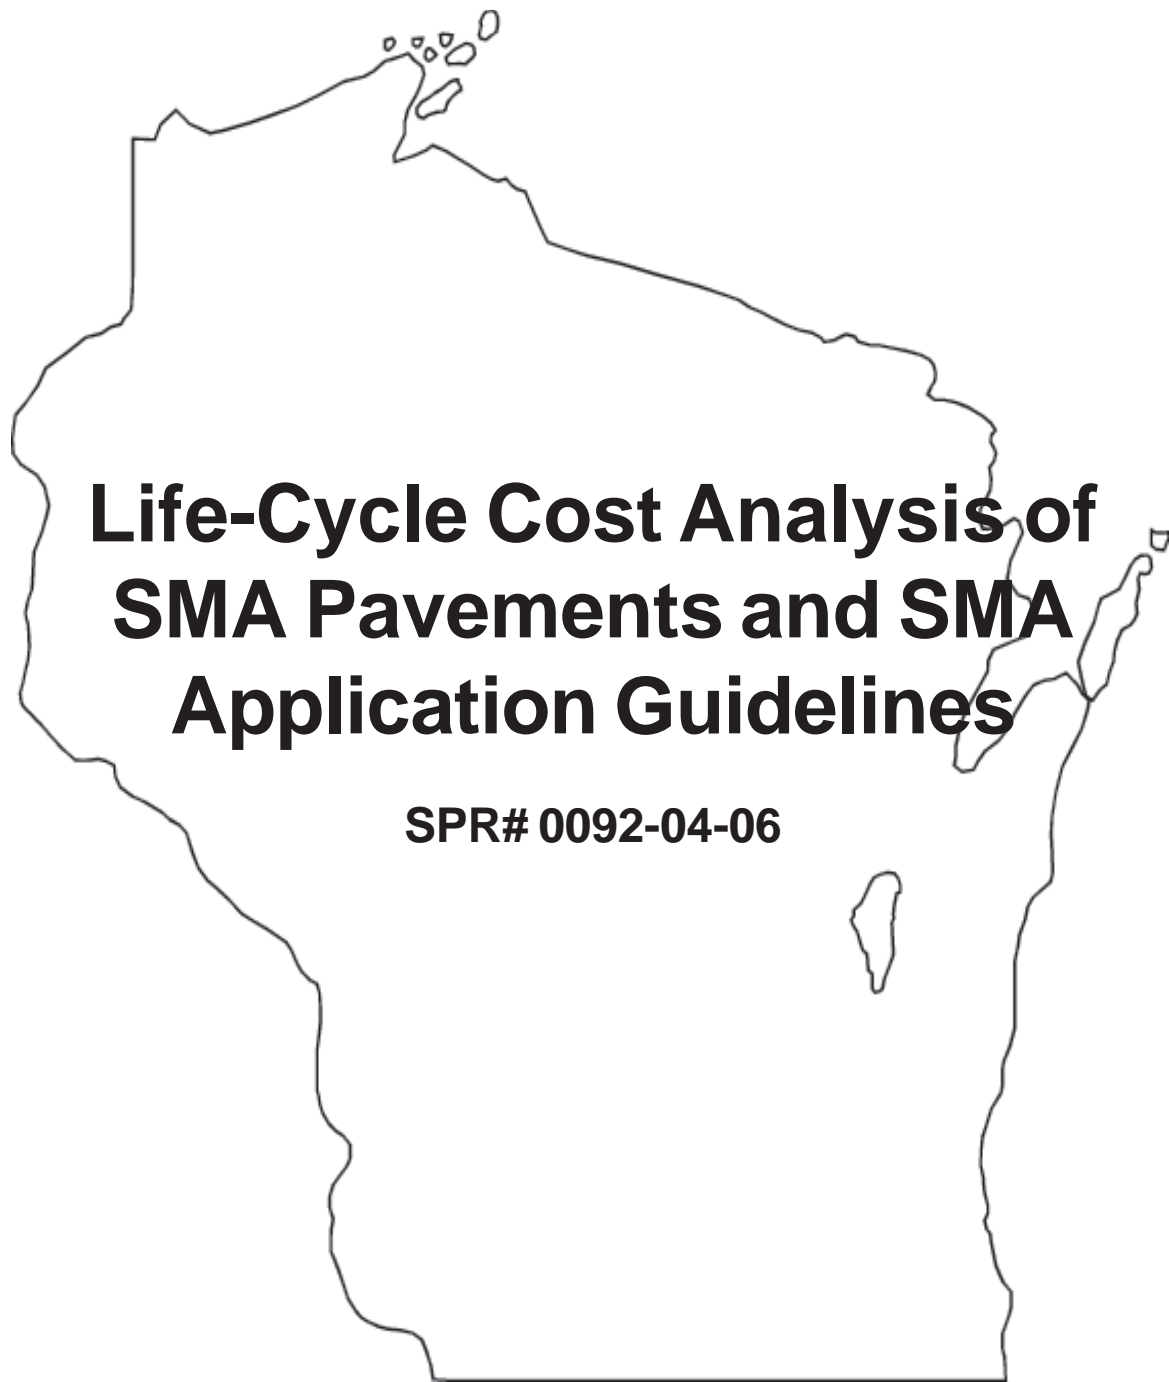 Life-Cycle Cost Analysis of
SMA Pavements and SMA
Application Guidelines
SPR# 0092-04-06